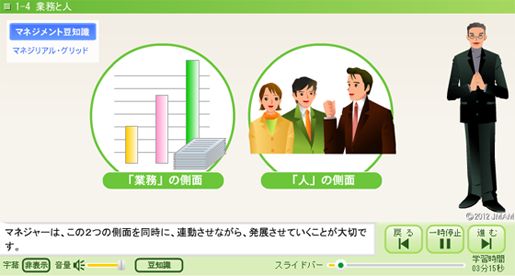 1-4 業務と人
マネジメント豆知識
マネジリアル・グリッド
「業務」の側面
「人」の側面
©2012 JMAM
マネジャーは、この2つの側面を同時に、連動させながら、発展させていくことが大切で
す。
戻る
一時停止
進む
字幕
非表示
音量
豆知識
スライドバー
学習時間
03分15秒